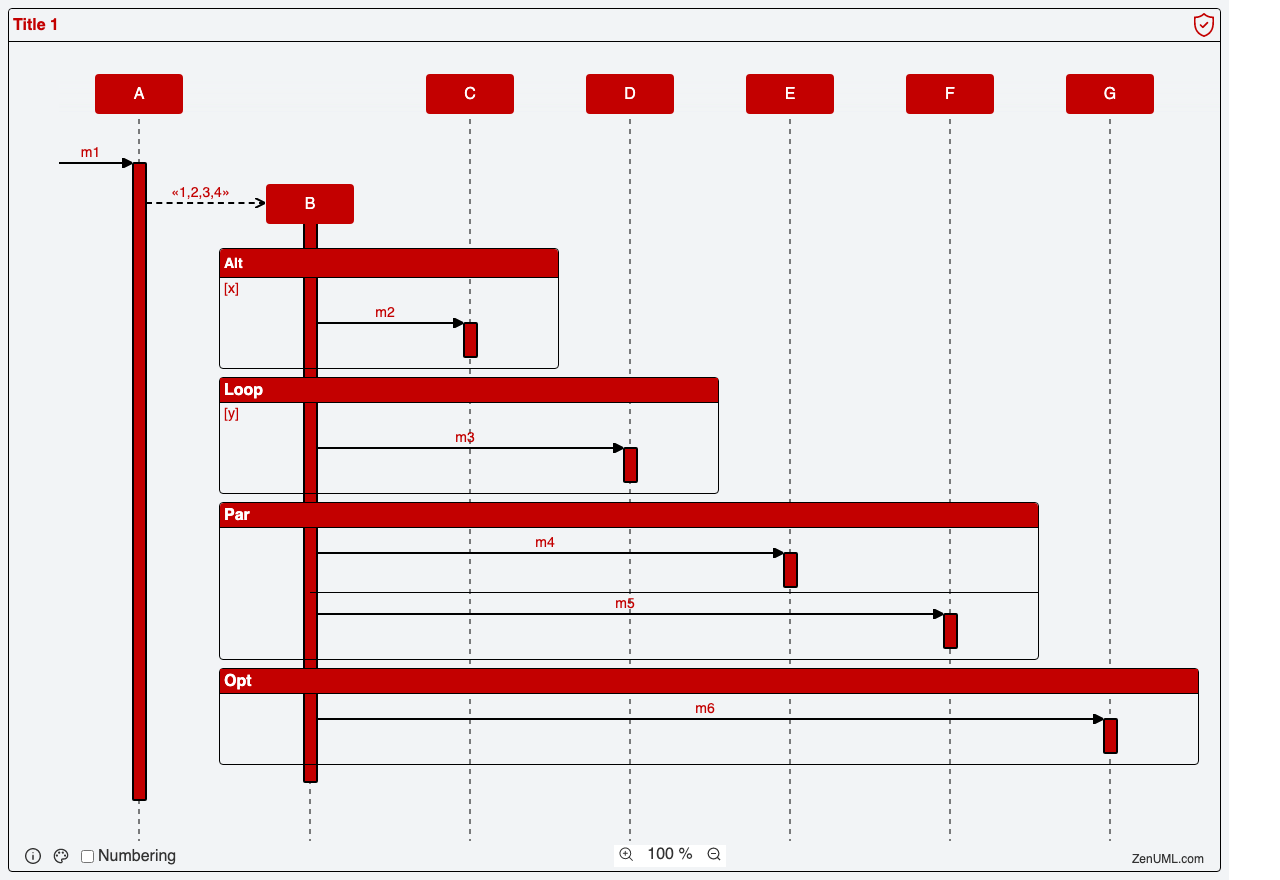 Title 1
A
C
D
E
F
G
m1
«1,2,3,4»
B
Alt
[x]
m2
Loop
[y]
m3
Par
m4
m5
Opt
m6
Numbering
100 %
ZenUML.com